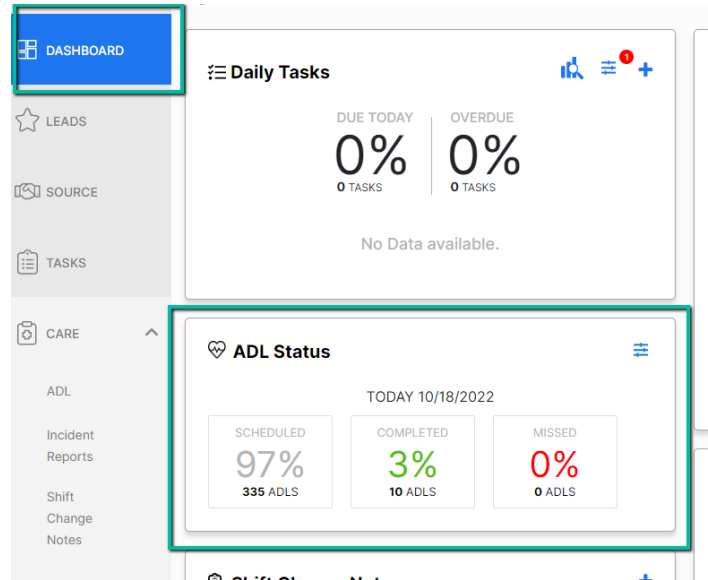 DASHBOARD
LEADS
SOURCE
TASKS
CARE
ADL
Incident
Reports
Shift
Change
Notes
Daily Tasks
1
DUE TODAY OVERDUE
0% 0%
0 TASKS 0 TASKS
No Data available.
ADL Status
TODAY 10/18/2022
SCHEDULED COMPLETED MISSED
97% 3% 0%
335 ADLS 10 ADLS 0 ADLS